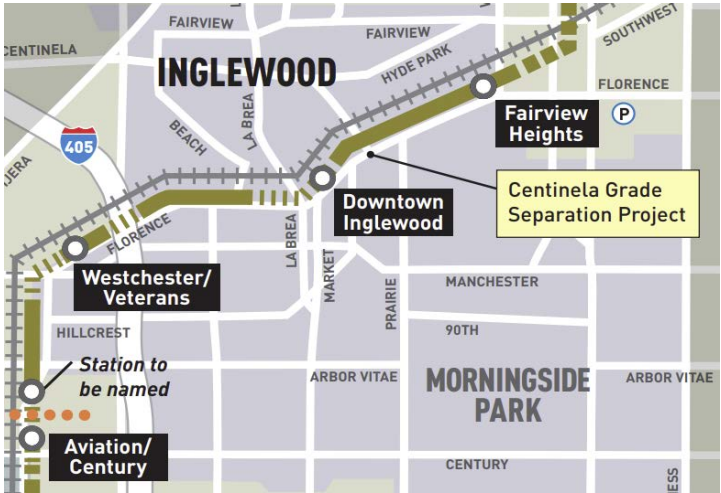 FAIRVIEW
FAIRVIEW
SOUTHWEST
CENTINELA
INGLEWOOD
HYDE PARK
FLORENCE
LA BREA
BEACH
405
Fairview
Heights
P
Downtown
Inglewood
Centinela Grade
Separation Project
FLORENCE
LA BREA
MARKET
Westchester/
Veterans
MANCHESTER
PRAIRIE
HILLCREST
90TH
Station to
be named
ARBOR VITAE
MORNINGSIDE
PARK
ARBOR VITAE
Aviation/
Century
CENTURY
ESS
IJERA